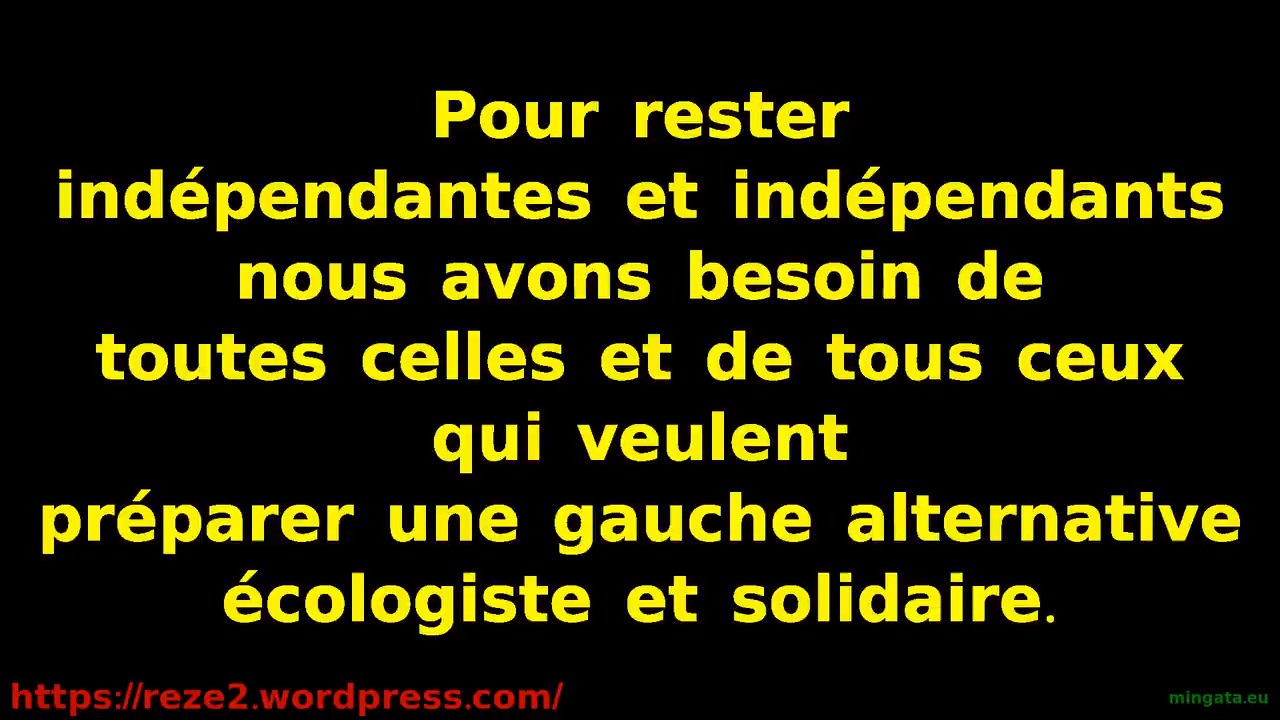 Pour rester
indépendantes et indépendants
nous avons besoin de
toutes celles et de tous ceux
qui veulent
préparer une gauche alternative
écologiste et solidaire.
https://reze2.wordpress.com/
mingata.eu